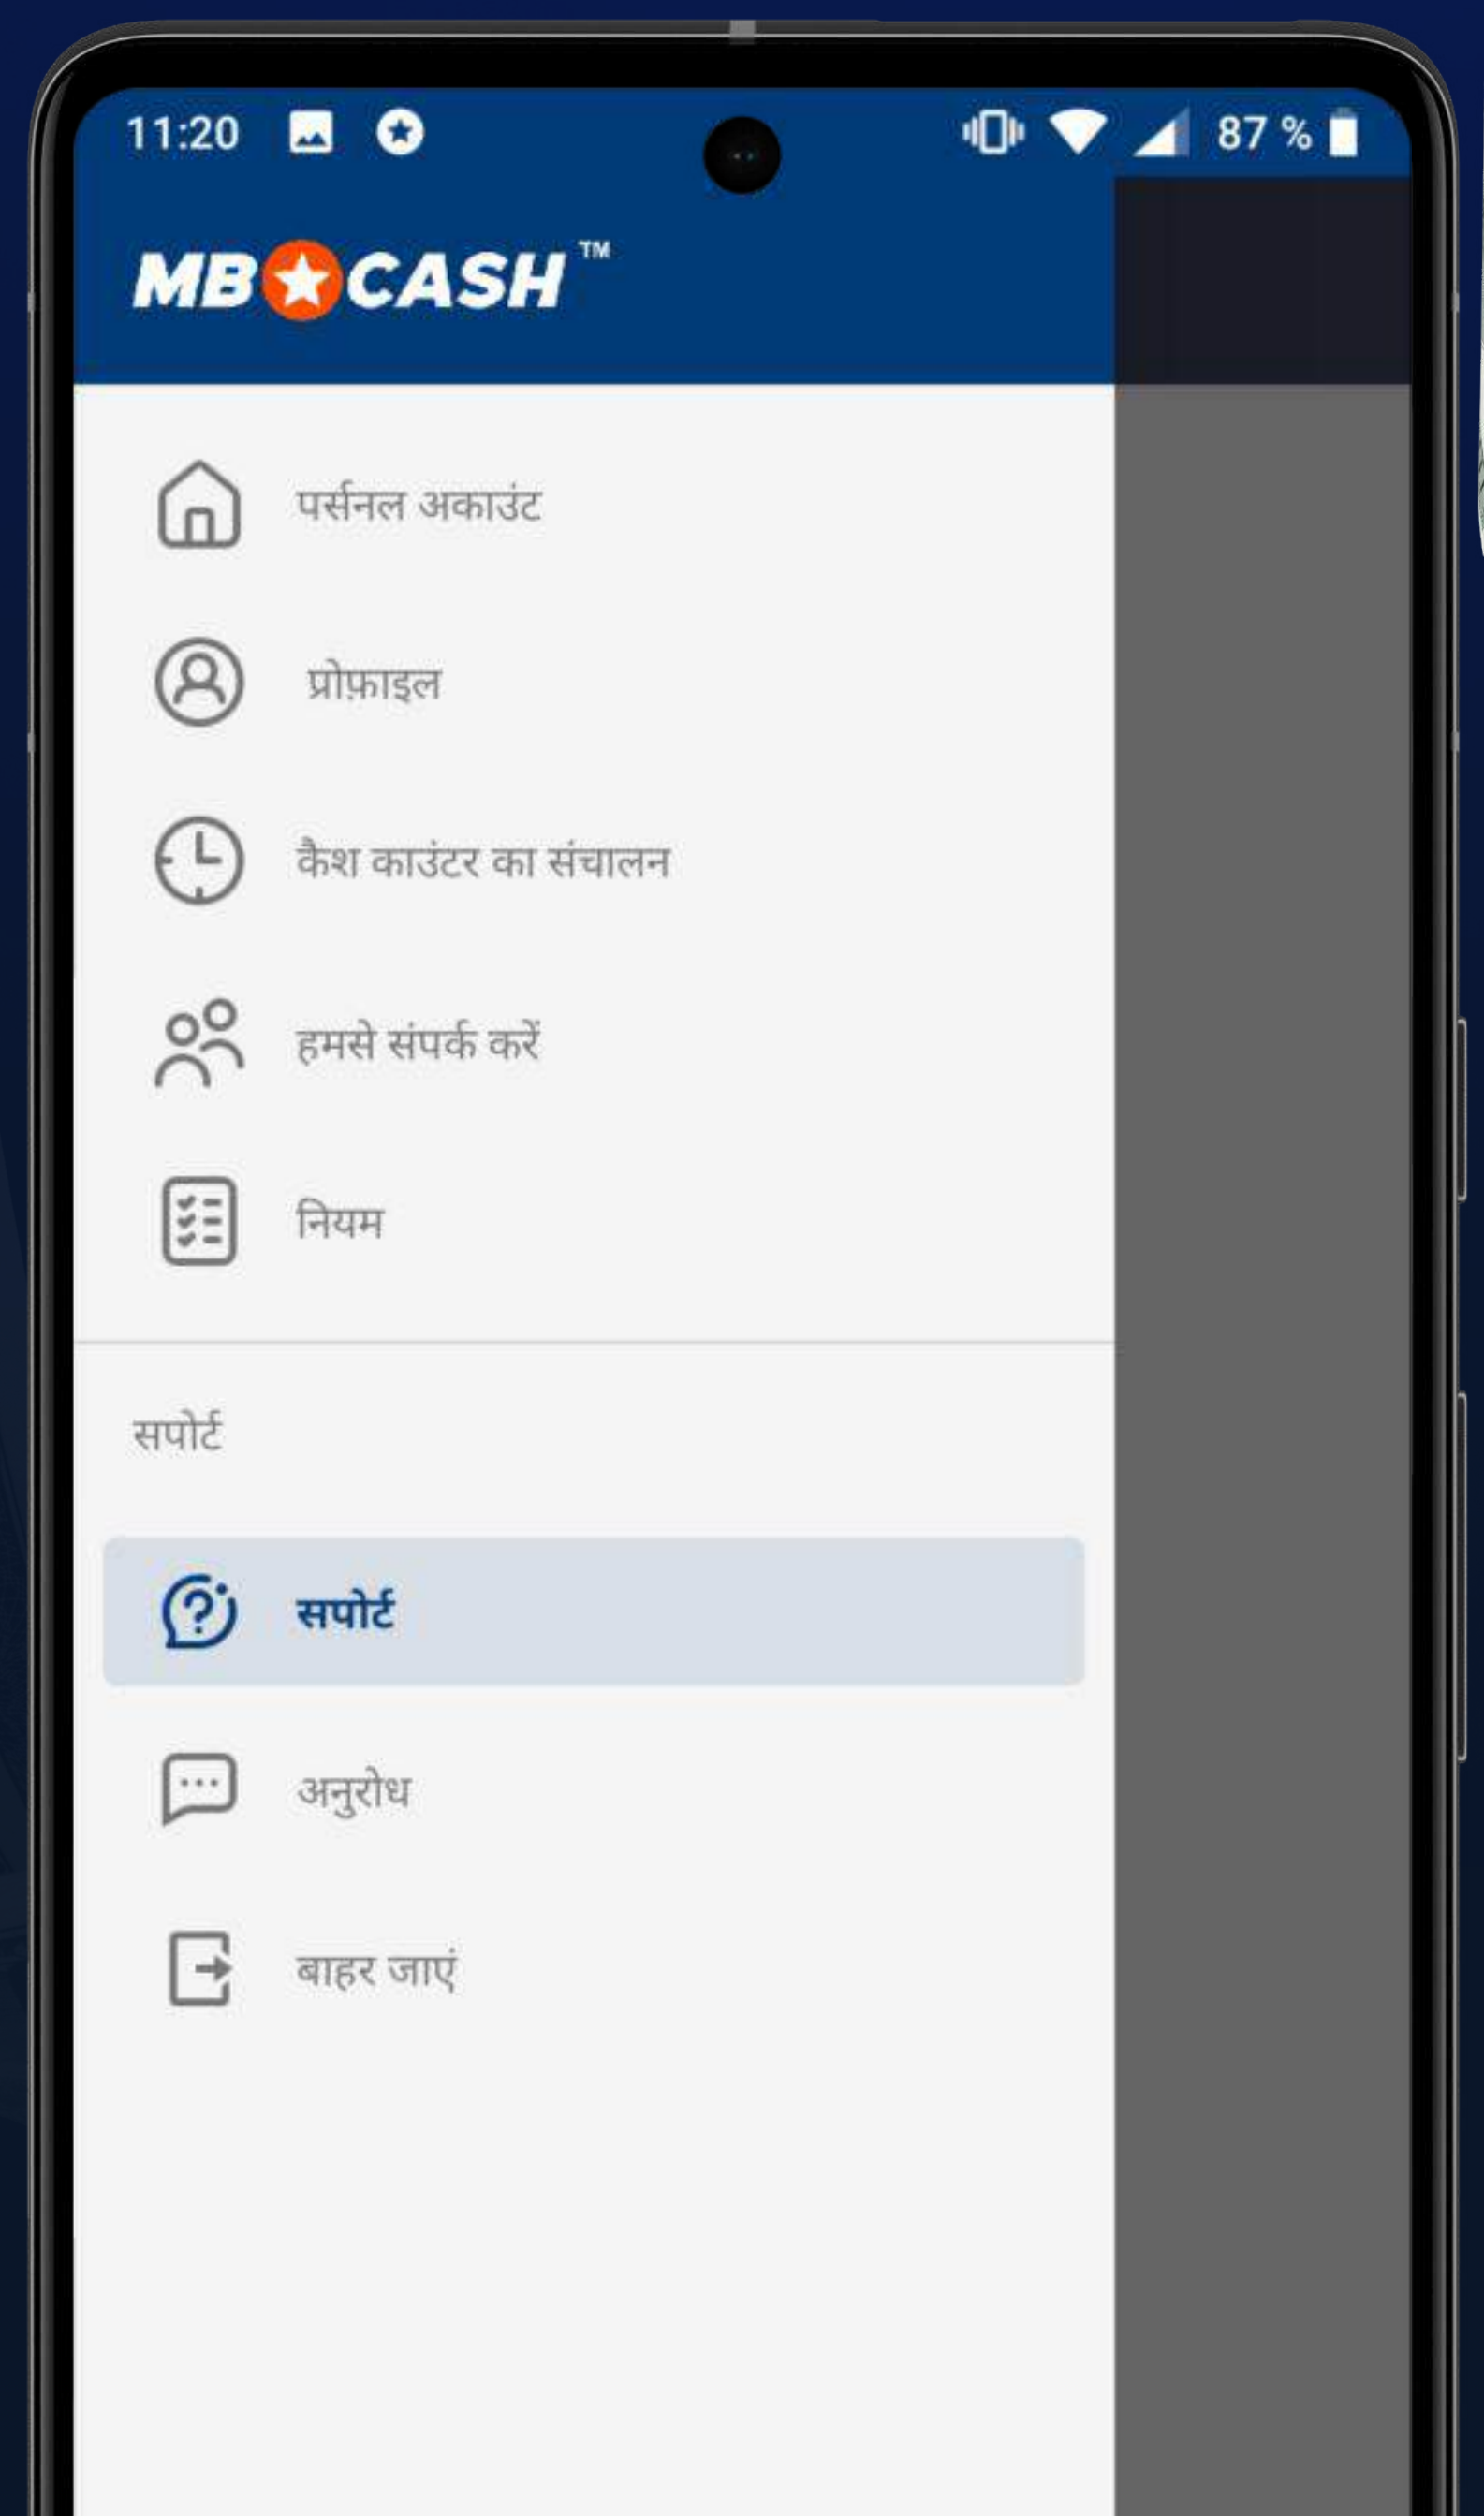 11:20
87 %
MB CASH™
पर्सनल अकाउंट
प्रोफ़ाइल
कैश काउंटर का संचालन
हमसे संपर्क करें
नियम
सपोर्ट
सपोर्ट
अनुरोध
बाहर जाएं